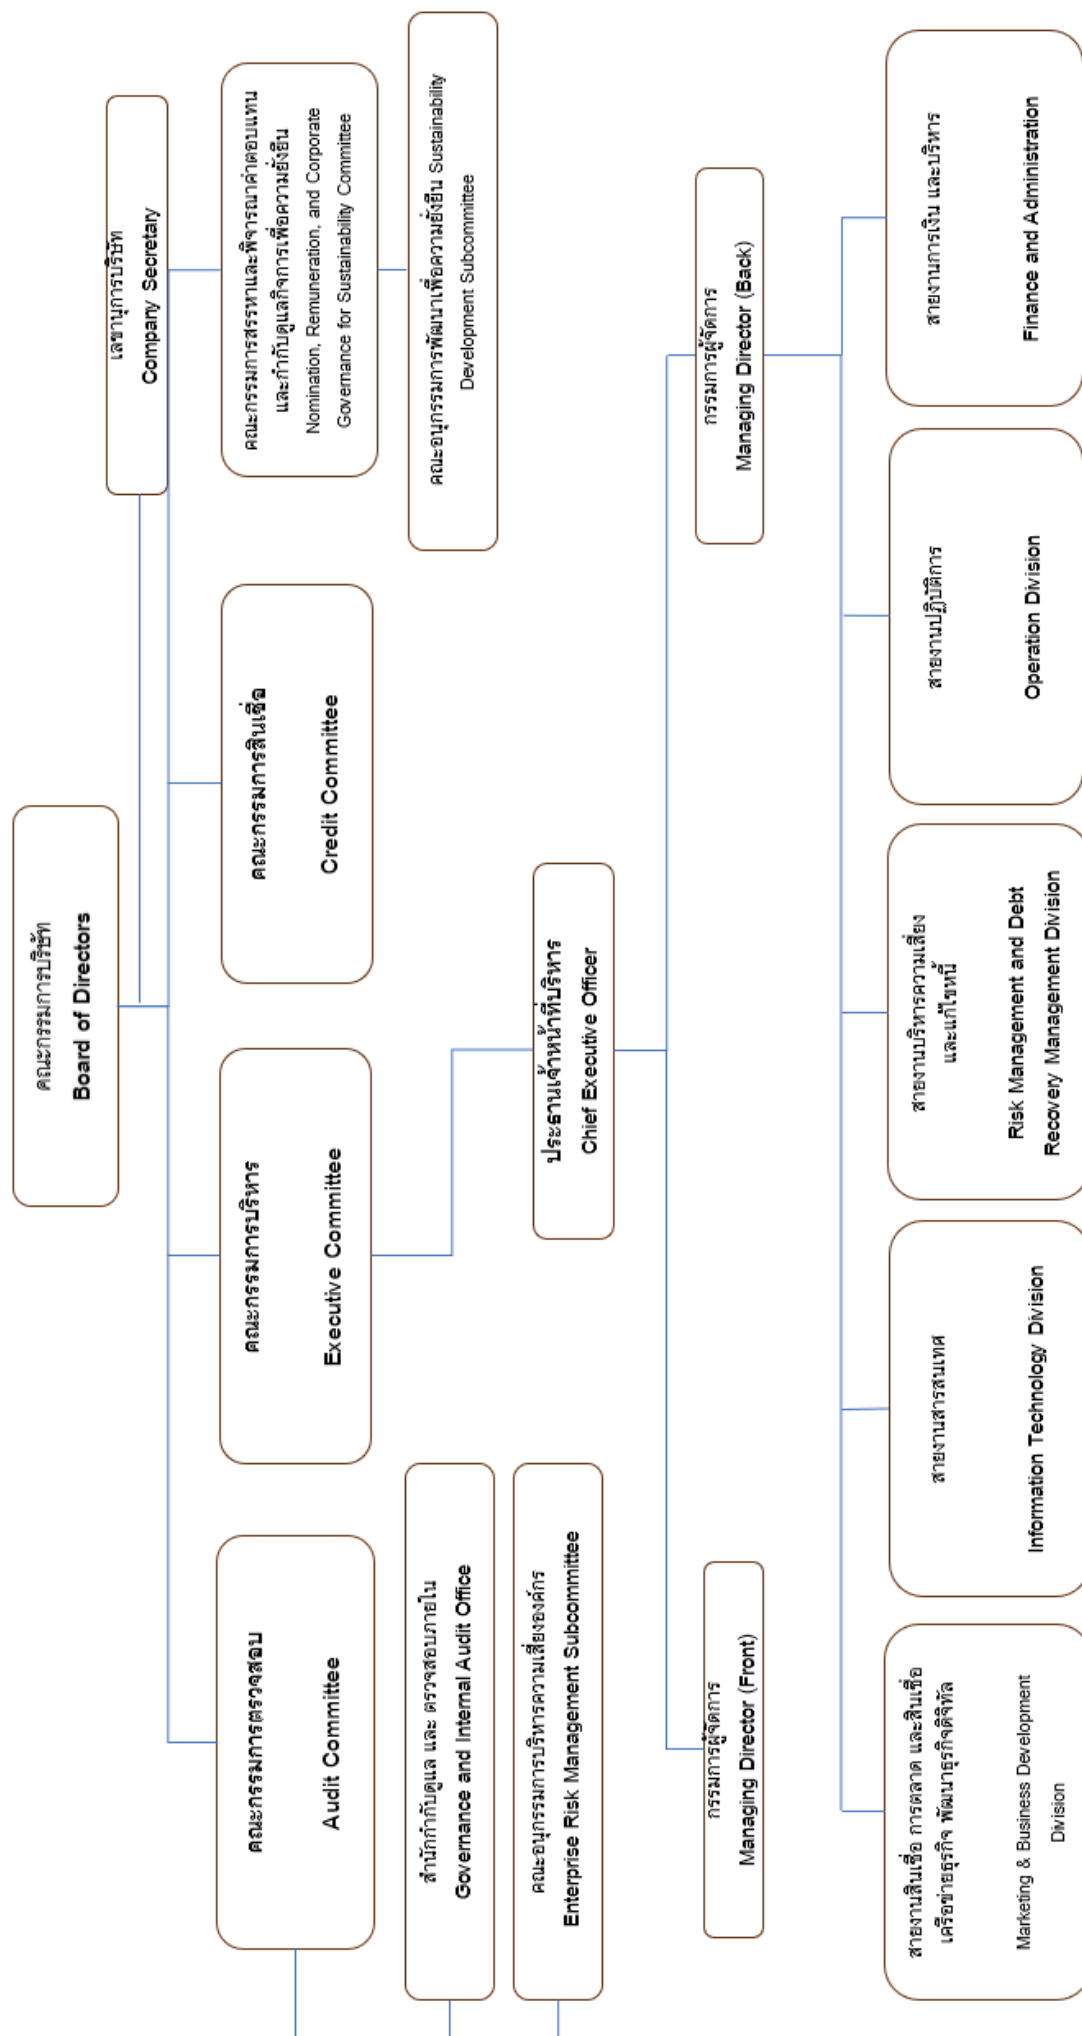 คณะกรรมการบริษัท
Board of Directors
เลขานุการบริษัท
Company Secretary
คณะกรรมการตรวจสอบ
Audit Committee
คณะกรรมการบริหาร
Executive Committee
คณะกรรมการสินเชื่อ
Credit Committee
คณะกรรมการสรรหาและพิจารณาค่าตอบแทน
และกำกับดูแลกิจการเพื่อความยั่งยืน
Nomination, Remuneration, and Corporate
Governance for Sustainability Committee
สำนักกำกับดูแล และ ตรวจสอบภายใน
Governance and Internal Audit Office
คณะอนุกรรมการบริหารความเสี่ยงองค์กร
Enterprise Risk Management Subcommittee
คณะอนุกรรมการพัฒนาเพื่อความยั่งยืน Sustainability
Development Subcommittee
ประธานเจ้าหน้าที่บริหาร
Chief Executive Officer
กรรมการผู้จัดการ
Managing Director (Front)
กรรมการผู้จัดการ
Managing Director (Back)
สายงานสินเชื่อ การตลาด และสินเชื่อ
เครือข่ายธุรกิจ พัฒนาธุรกิจดิจิทัล
Marketing & Business Development
Division
สายงานสารสนเทศ
Information Technology Division
สายงานบริหารความเสี่ยง
และแก้ไขหนี้
Risk Management and Debt
Recovery Management Division
สายงานปฏิบัติการ
Operation Division
สายงานการเงิน และบริหาร
Finance and Administration